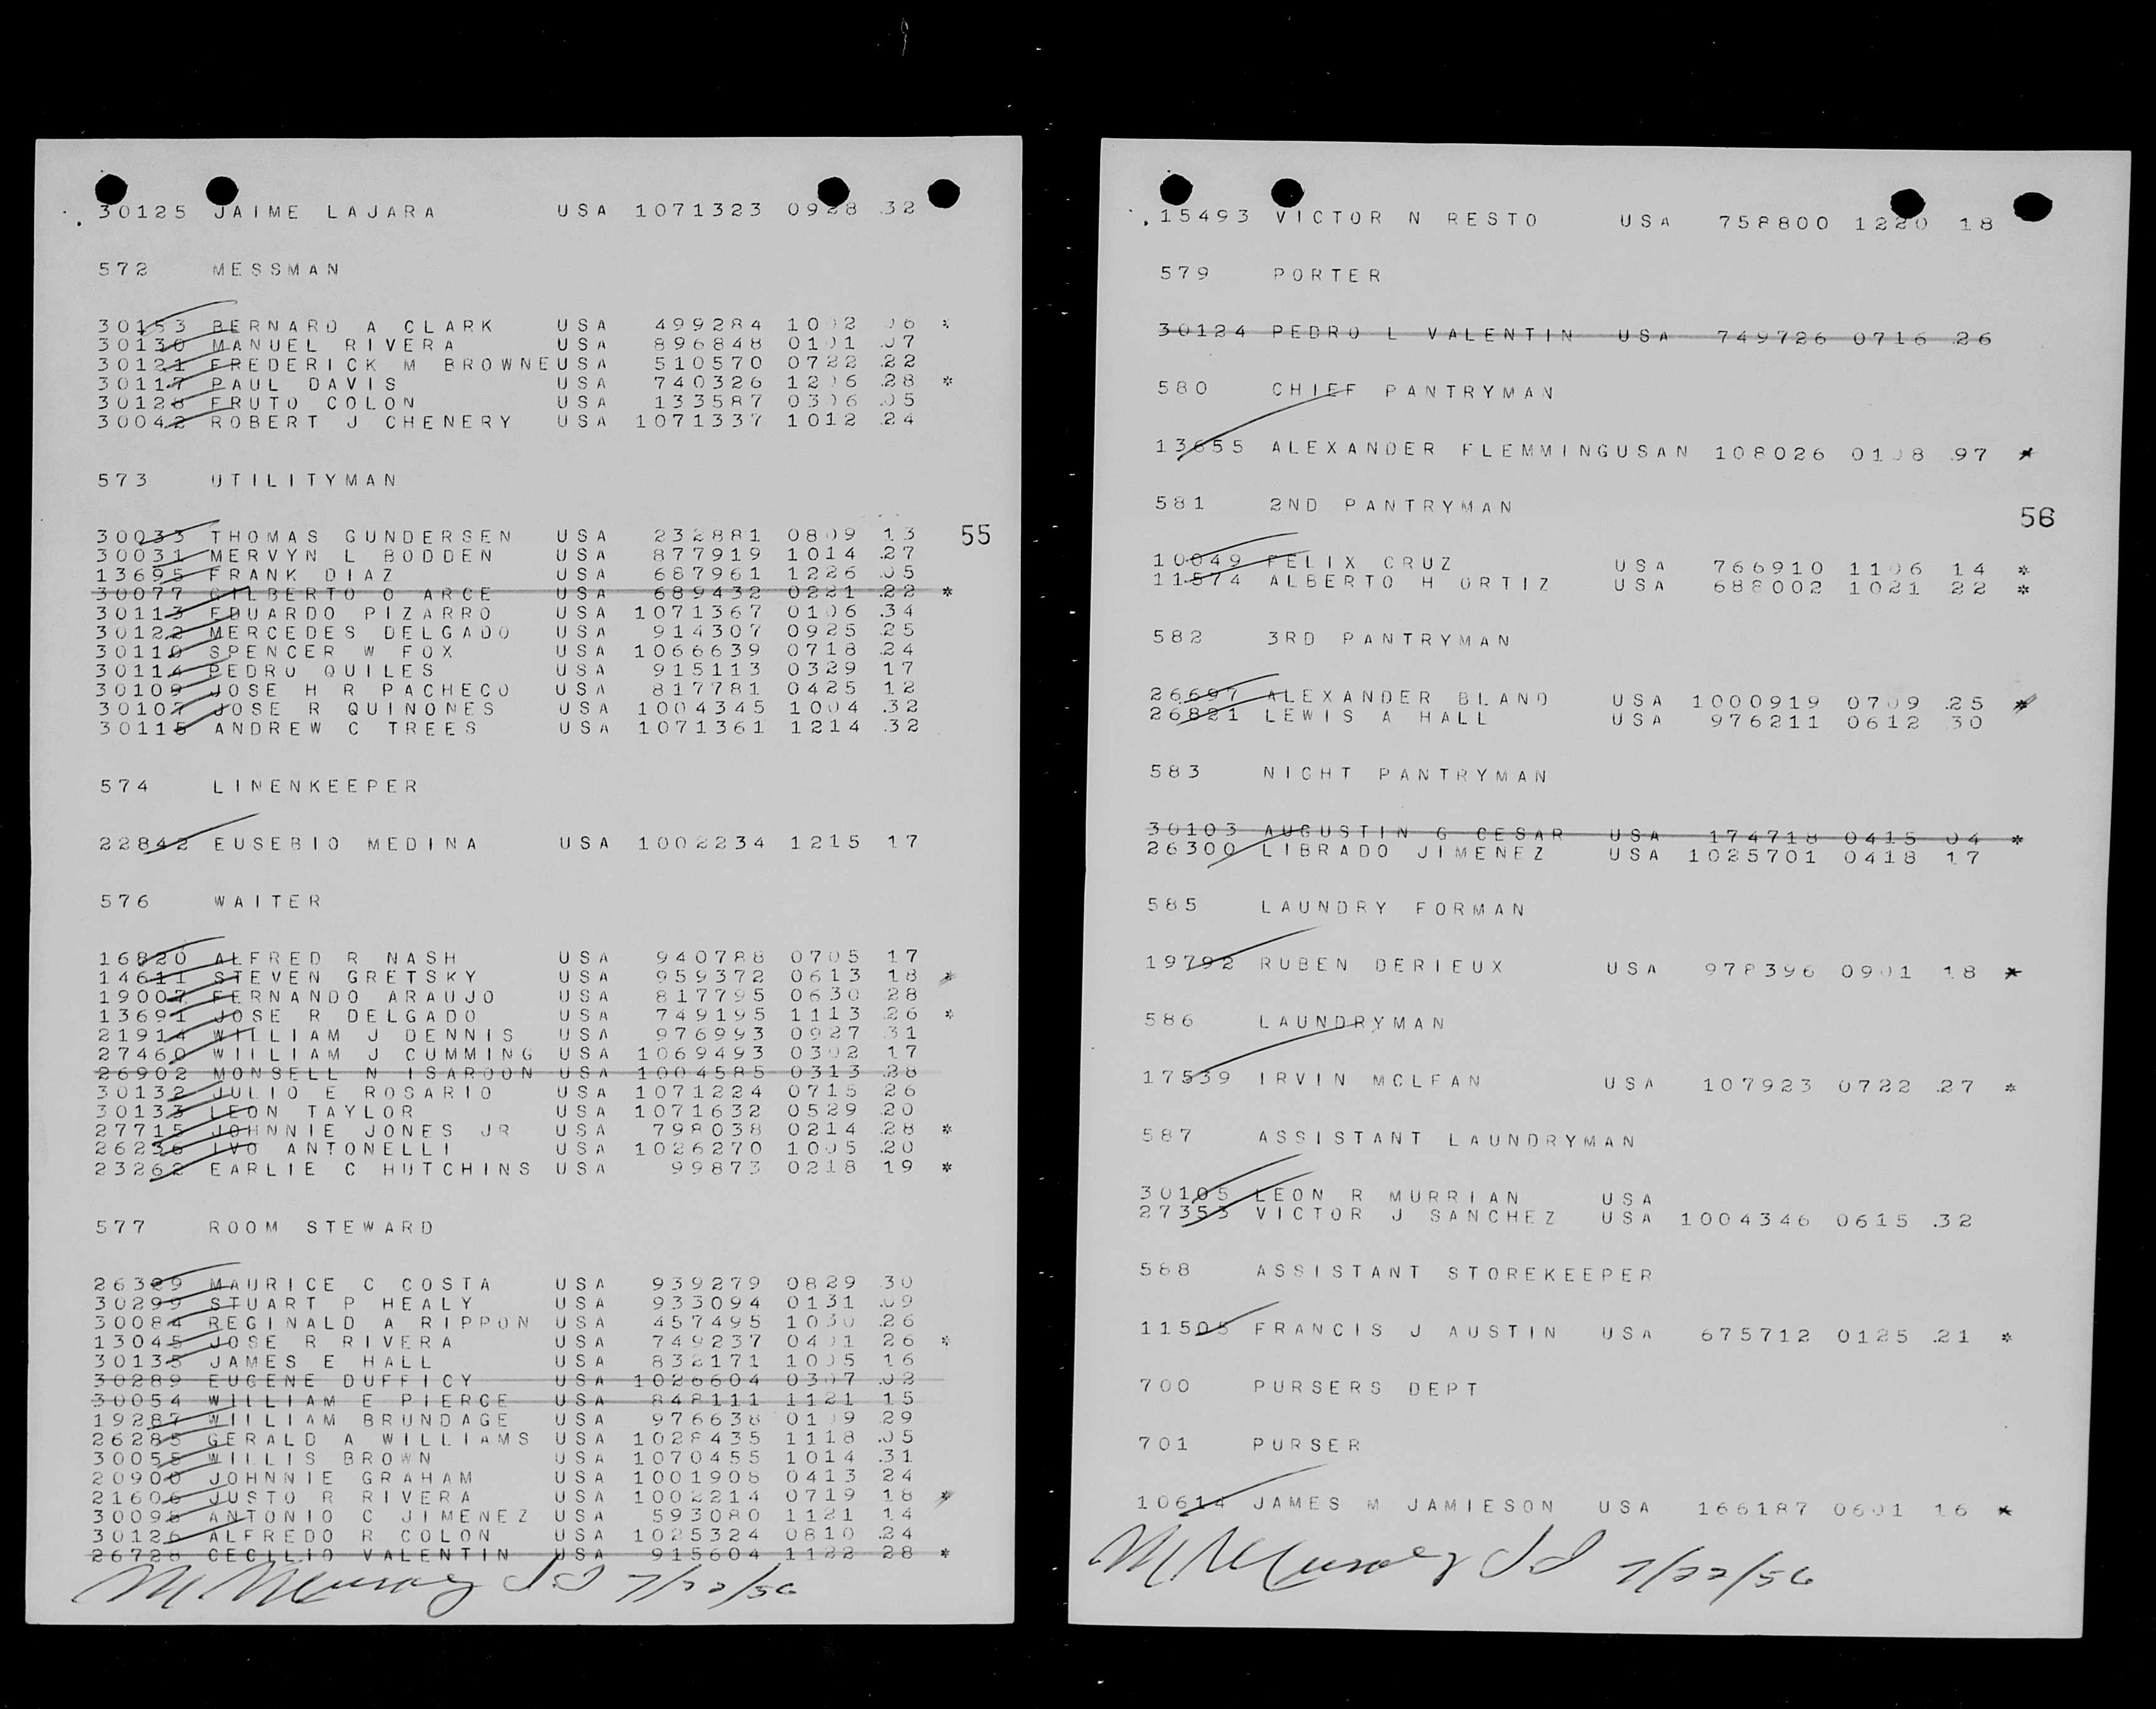 30125 JAIME LAJARA USA 1071323 0928 32
572 MESSMAN
30153 BERNARD A CLARK USA 499284 1002 06 *
30130 MANUEL RIVERA USA 896848 0101 .07
30121 FREDERICK M BROWNEUSA 510570 0722 .22
30117 PAUL DAVIS USA 740326 1206 .28 *
30128 FRUTO COLON USA 133587 0306 .05
30042 ROBERT J CHENERY USA 1071337 1012 .24
573 UTILITYMAN
30033 THOMAS GUNDERSEN USA 232881 0809 13
55
30031 MERVYN L BODDEN USA 877919 1014 .27
13695 FRANK DIAZ USA 687961 1226 .05
30077 GILBERTO O ARCE USA 689432 0221 .22 *
30113 EDUARDO PIZARRO USA 1071367 0106 .34
30122 MERCEDES DELGADO USA 914307 0925 .25
30110 SPENCER W FOX USA 1066639 0718 .24
30114 PEDRO QUILES USA 915113 0329 17
30109 JOSE H R PACHECO USA 817781 0425 12
30107 JOSE R QUINONES USA 1004345 1004 .32
30115 ANDREW C TREES USA 1071361 1214 .32
574 LINENKEEPER
22842 EUSEBIO MEDINA USA 1002234 1215 17
576 WAITER
16820 ALFRED R NASH USA 940788 0705 17
14611 STEVEN GRETSKY USA 959372 0613 18 *
19007 FERNANDO ARAUJO USA 817795 0630 28
13691 JOSE R DELGADO USA 749195 1113 .26 *
21914 WILLIAM J DENNIS USA 976993 0927 31
27460 WILLIAM J CUMMING USA 1069493 0302 17
26902 MONSELL N ISAROON USA 1004585 0313 .28
30132 JULIO E ROSARIO USA 1071224 0715 26
30133 LEON TAYLOR USA 1071632 0529 .20
27715 JOHNNIE JONES JR USA 798038 0214 .28 *
26236 IVO ANTONELLI USA 1026270 1005 .20
23262 EARLIE C HUTCHINS USA 99873 0218 19 *
577 ROOM STEWARD
26389 MAURICE C COSTA USA 939279 0829 30
30299 STUART P HEALY USA 933094 0131 .09
30084 REGINALD A RIPPON USA 457495 1030 .26
13045 JOSE R RIVERA USA 749237 0401 26 *
30135 JAMES E HALL USA 832171 1005 16
30289 EUGENE DUFFICY USA 1026604 0307 .02
30054 WILLIAM E PIERCE USA 848111 1121 15
19287 WILLIAM BRUNDAGE USA 976638 0109 .29
26285 GERALD A WILLIAMS USA 1028435 1118 .05
30055 WILLIS BROWN USA 1070455 1014 .31
20900 JOHNNIE GRAHAM USA 1001908 0413 24
21606 JUSTO R RIVERA USA 1002214 0719 18 *
30098 ANTONIO C JIMENEZ USA 593080 1121 14
30126 ALFREDO R COLON USA 1025324 0810 .24
26728 CECILIO VALENTIN USA 915604 1122 28 *
7/22/56
15493 VICTOR N RESTO USA 758800 1220 18
579 PORTER
30124 PEDRO L VALENTIN USA 749726 0716 26
580 CHIEF PANTRYMAN
13655 ALEXANDER FLEMMINGUSAN 108026 0108 .97 *
581 2ND PANTRYMAN
56
10049 FELIX CRUZ USA 766910 1106 14 *
11574 ALBERTO H ORTIZ USA 688002 1021 22 *
582 3RD PANTRYMAN
26697 ALEXANDER BLAND USA 1000919 0709 .25 *
26821 LEWIS A HALL USA 976211 0612 30
583 NIGHT PANTRYMAN
30103 AUGUSTIN G CESAR USA 174718 0415 04 *
26300 LIBRADO JIMENEZ USA 1025701 0418 17
585 LAUNDRY FORMAN
19792 RUBEN DERIEUX USA 978396 0901 18 *
586 LAUNDRYMAN
17539 IRVIN MCLEAN USA 107923 0722 .27 *
587 ASSISTANT LAUNDRYMAN
30105 LEON R MURRIAN USA
27353 VICTOR J SANCHEZ USA 1004346 0615 .32
588 ASSISTANT STOREKEEPER
11505 FRANCIS J AUSTIN USA 675712 0125 .21 *
700 PURSERS DEPT
701 PURSER
10614 JAMES M JAMIESON USA 166187 0601 16 *
7/22/56